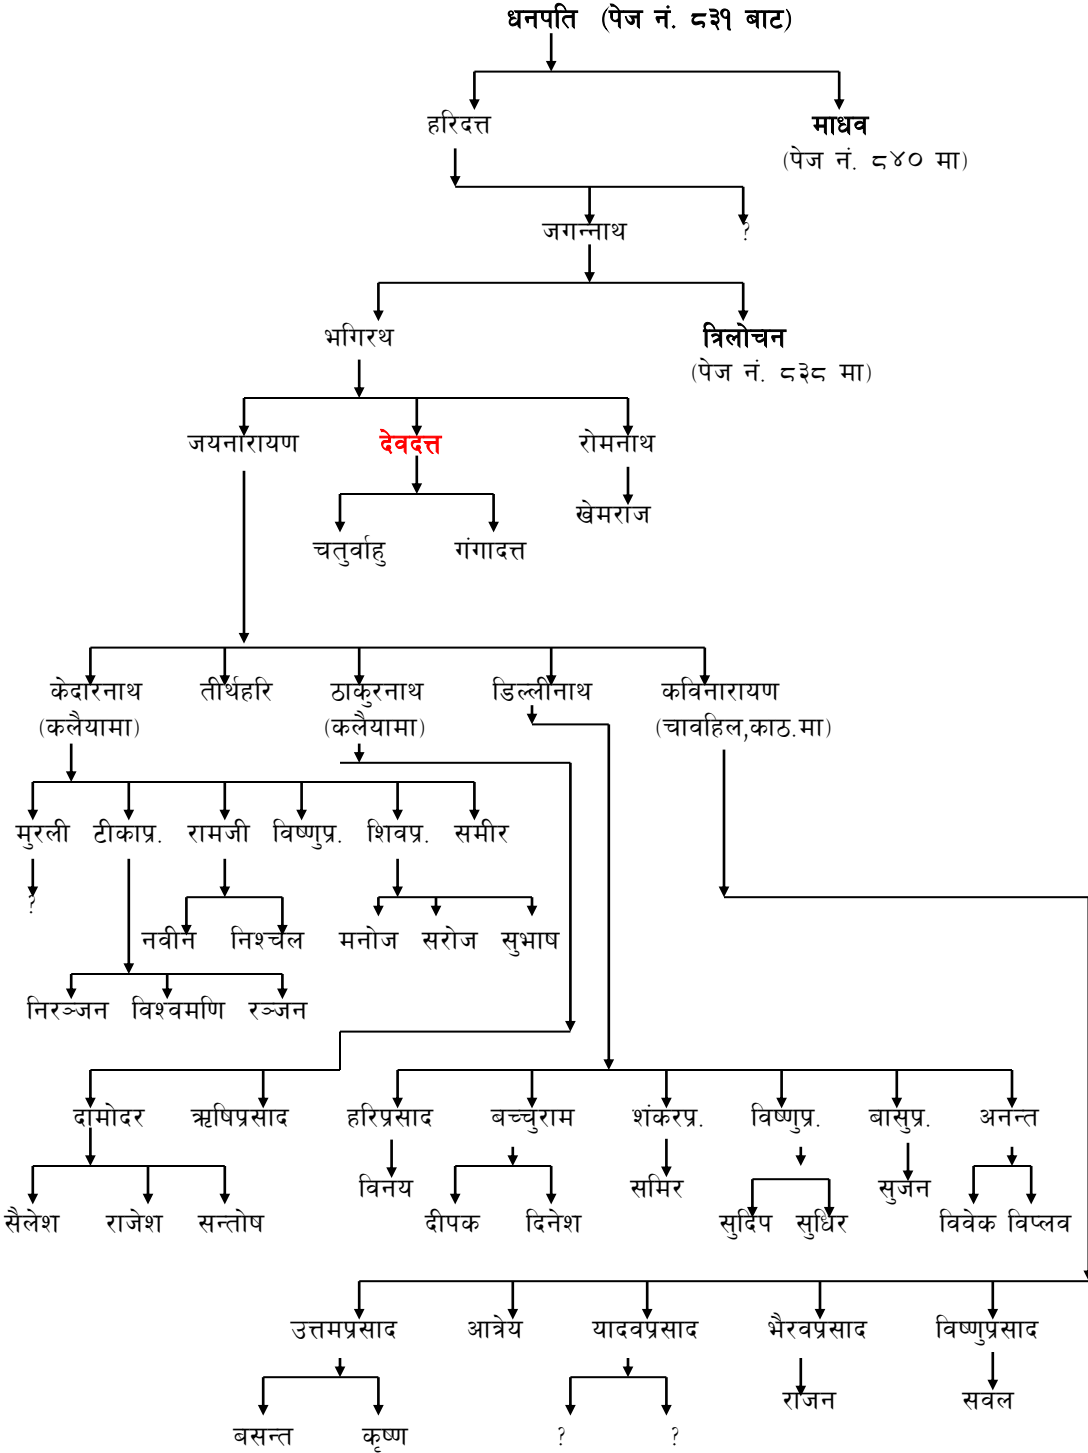 धनपति (पेज नं. ८३१ बाट)
हरिदत्त माधव
(पेज नं. ८४० मा)
जगन्नाथ ?
भगिरथ त्रिलोचन
(पेज नं. ८३८ मा)
जयनारायण देवदत्त रोमनाथ
खेमराज
चतुर्वाहु गंगादत्त
केदारनाथ तीर्थहरि ठाकुरनाथ डिल्लीनाथ कविनारायण
(कलैयामा) (कलैयामा) (चावहिल,काठ.मा)
मुरली टीकाप्र. रामजी विष्णुप्र. शिवप्र. समीर
?
नवीन निश्चल मनोज सरोज सुभाष
निरञ्जन विश्वमणि रञ्जन
दामोदर ऋषिप्रसाद हरिप्रसाद बच्चुराम शंकरप्र. विष्णुप्र. बासुप्र. अनन्त
विनय समिर सुजन
सैलेश राजेश सन्तोष दीपक दिनेश सुदिप सुधिर विवेक विप्लव
उत्तमप्रसाद आत्रेय यादवप्रसाद भैरवप्रसाद विष्णुप्रसाद
राजन सवल
बसन्त कृष्ण ? ?